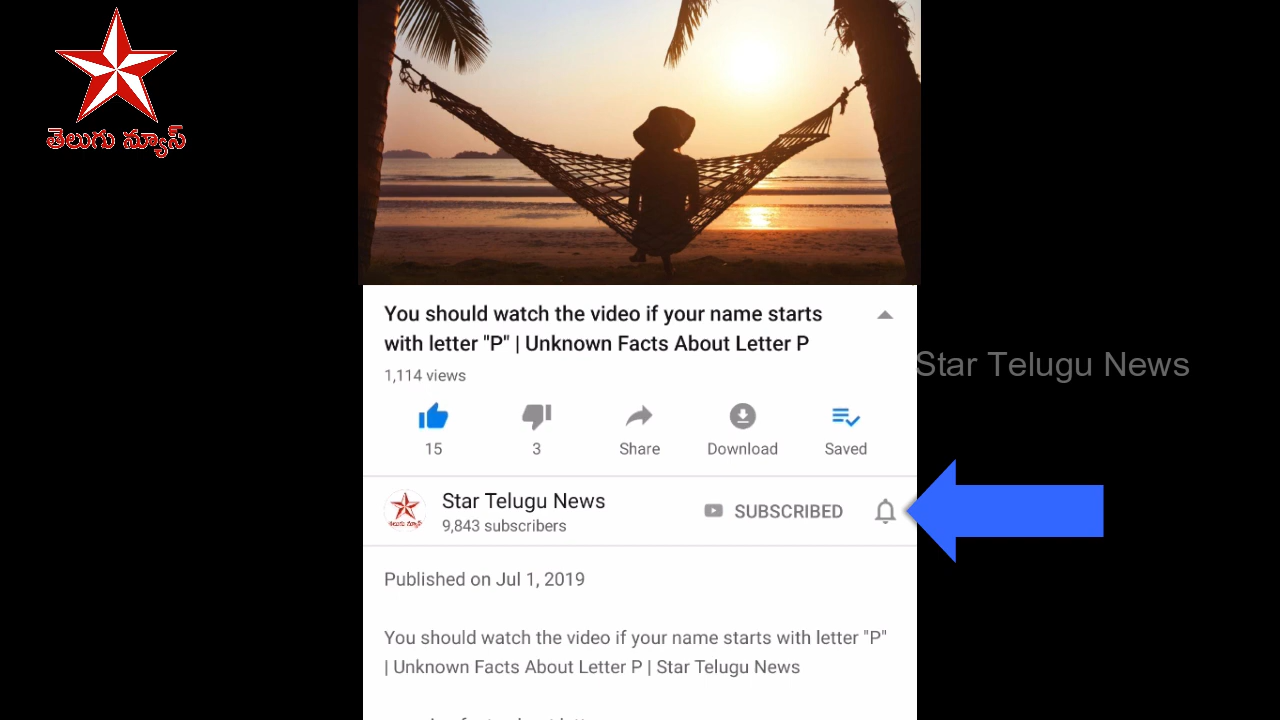 తెలుగు న్యూస్
You should watch the video if your name starts
with letter "P" | Unknown Facts About Letter P
1,114 views
15
3
Share
Download
Saved
Star Telugu News
Star Telugu News
SUBSCRIBED
9,843 subscribers
Published on Jul 1, 2019
You should watch the video if your name starts with letter "P"
| Unknown Facts About Letter P | Star Telugu News